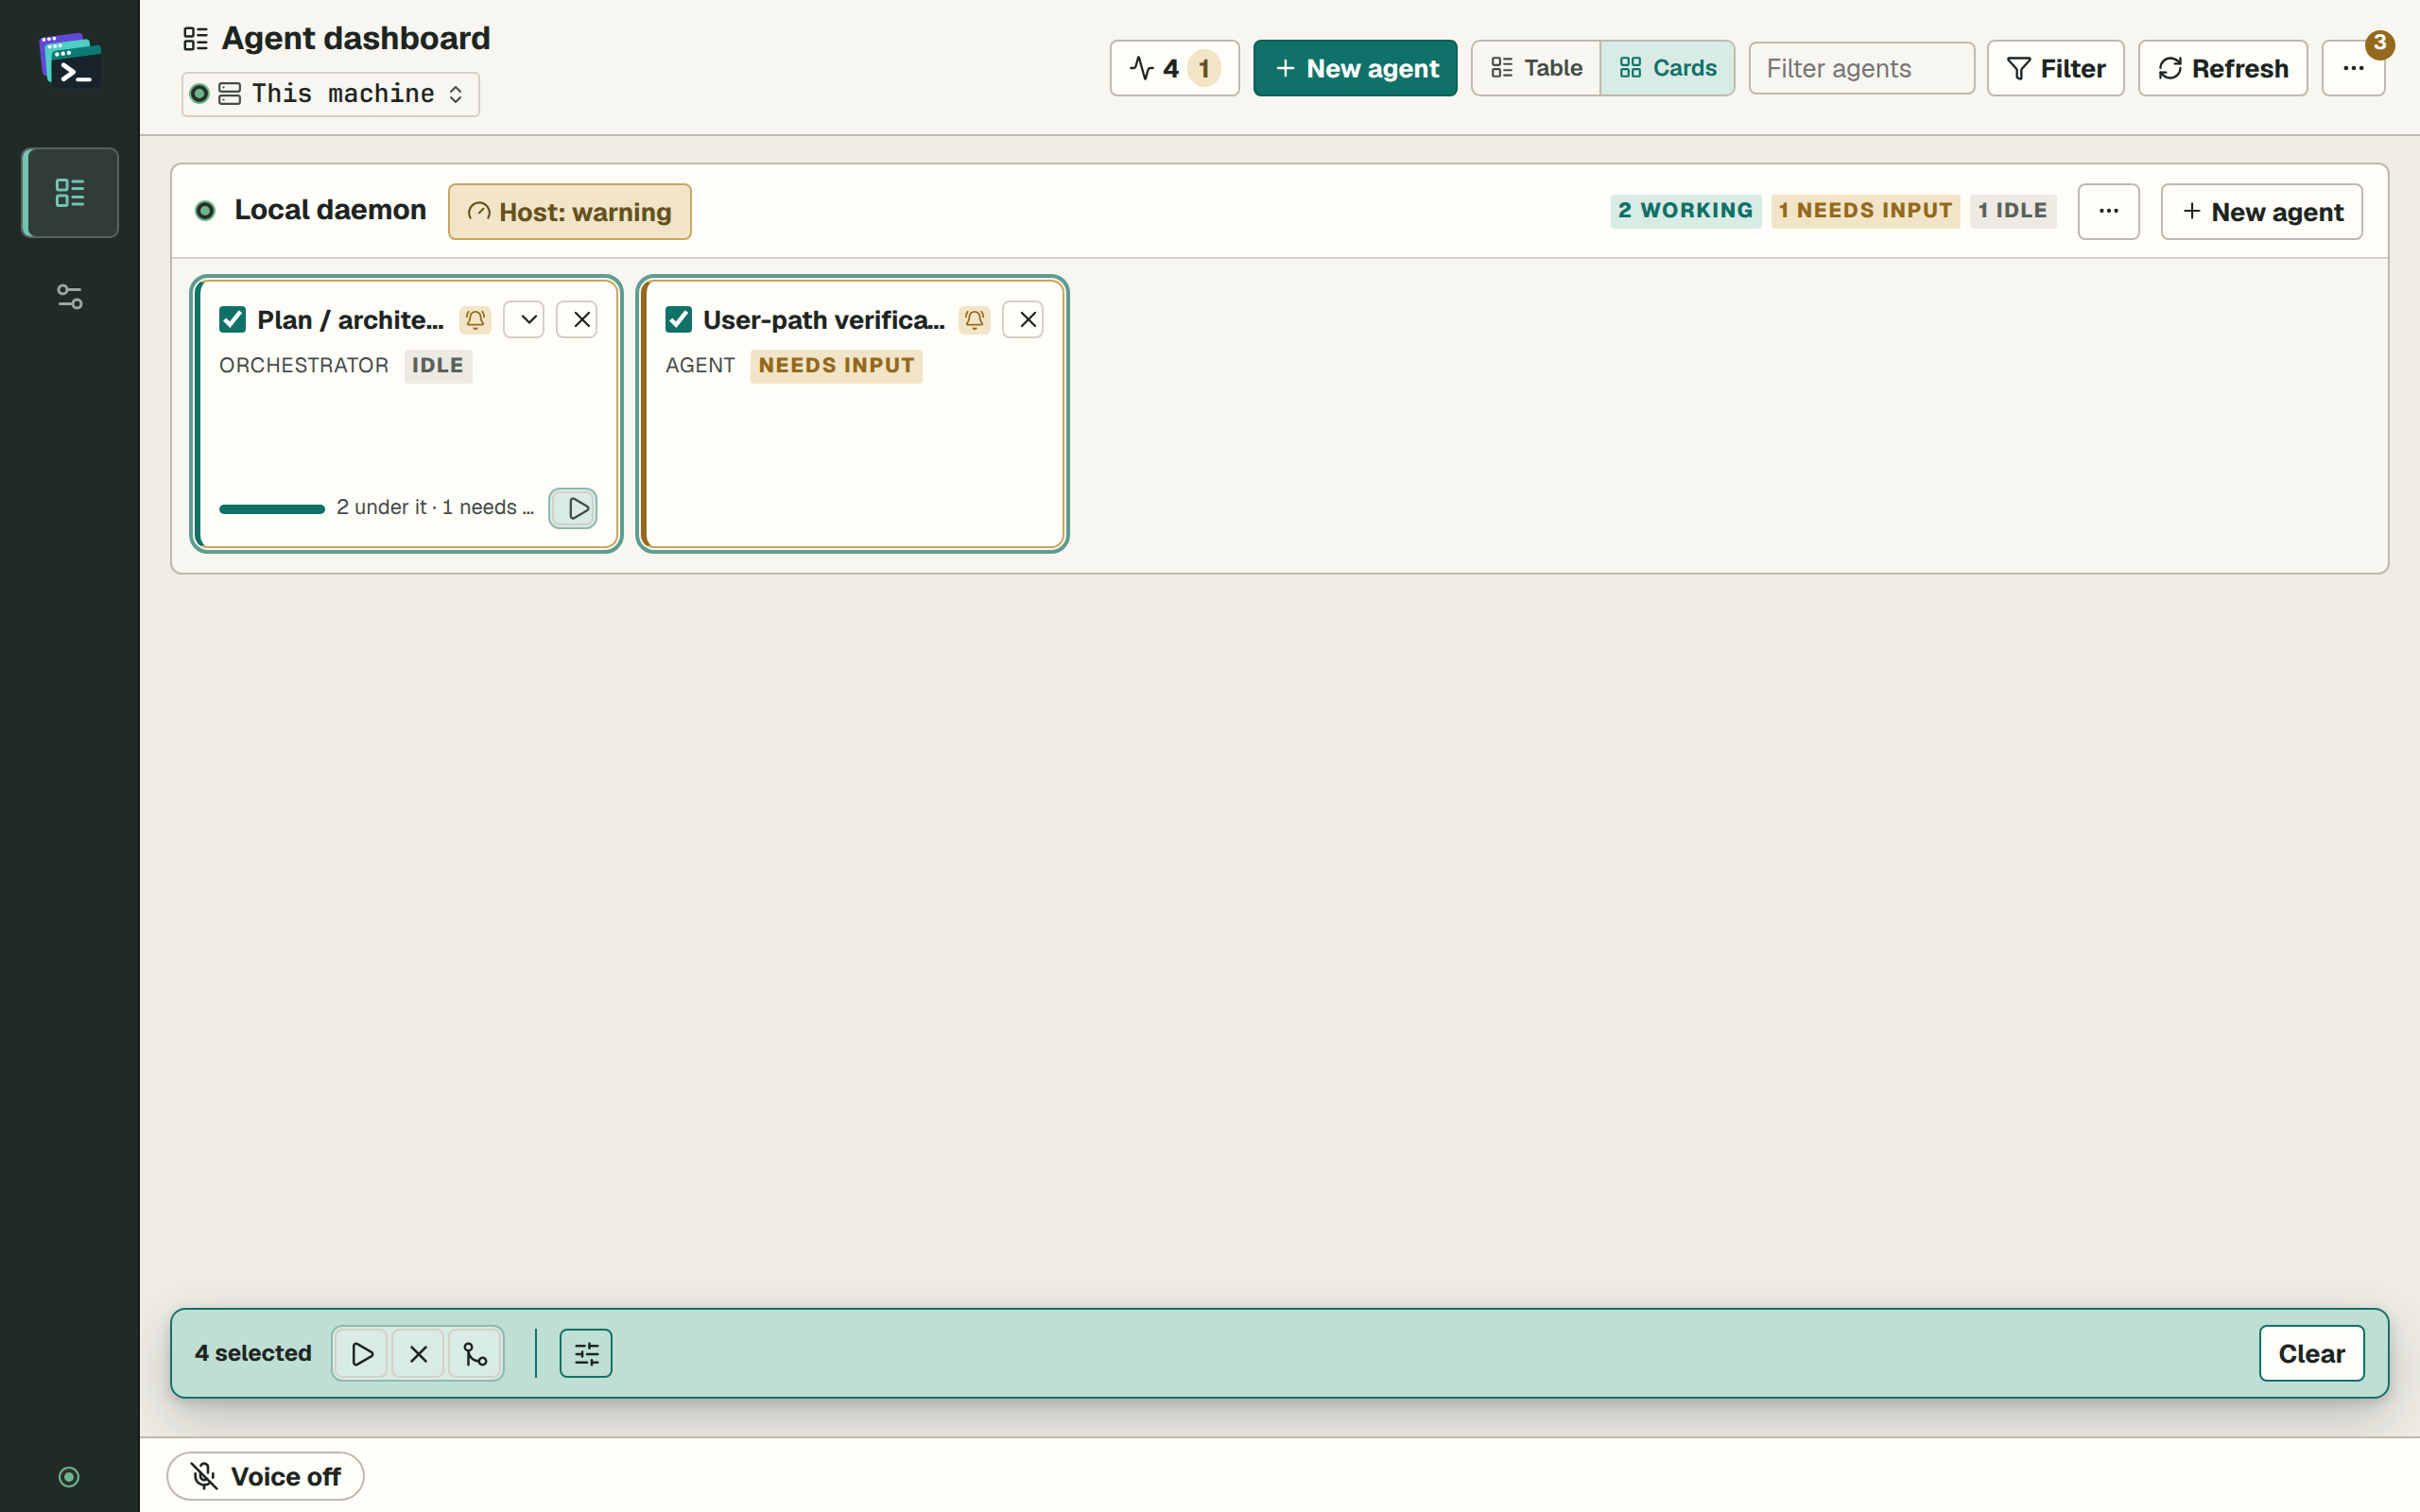 Agent dashboard
This machine
4 1
New agent
Table
Cards
Filter agents
Filter
Refresh
3
Local daemon
Host: warning
2 WORKING
1 NEEDS INPUT
1 IDLE
New agent
Plan / archite...
ORCHESTRATOR
IDLE
2 under it · 1 needs ...
User-path verifica...
AGENT
NEEDS INPUT
4 selected
Clear
Voice off